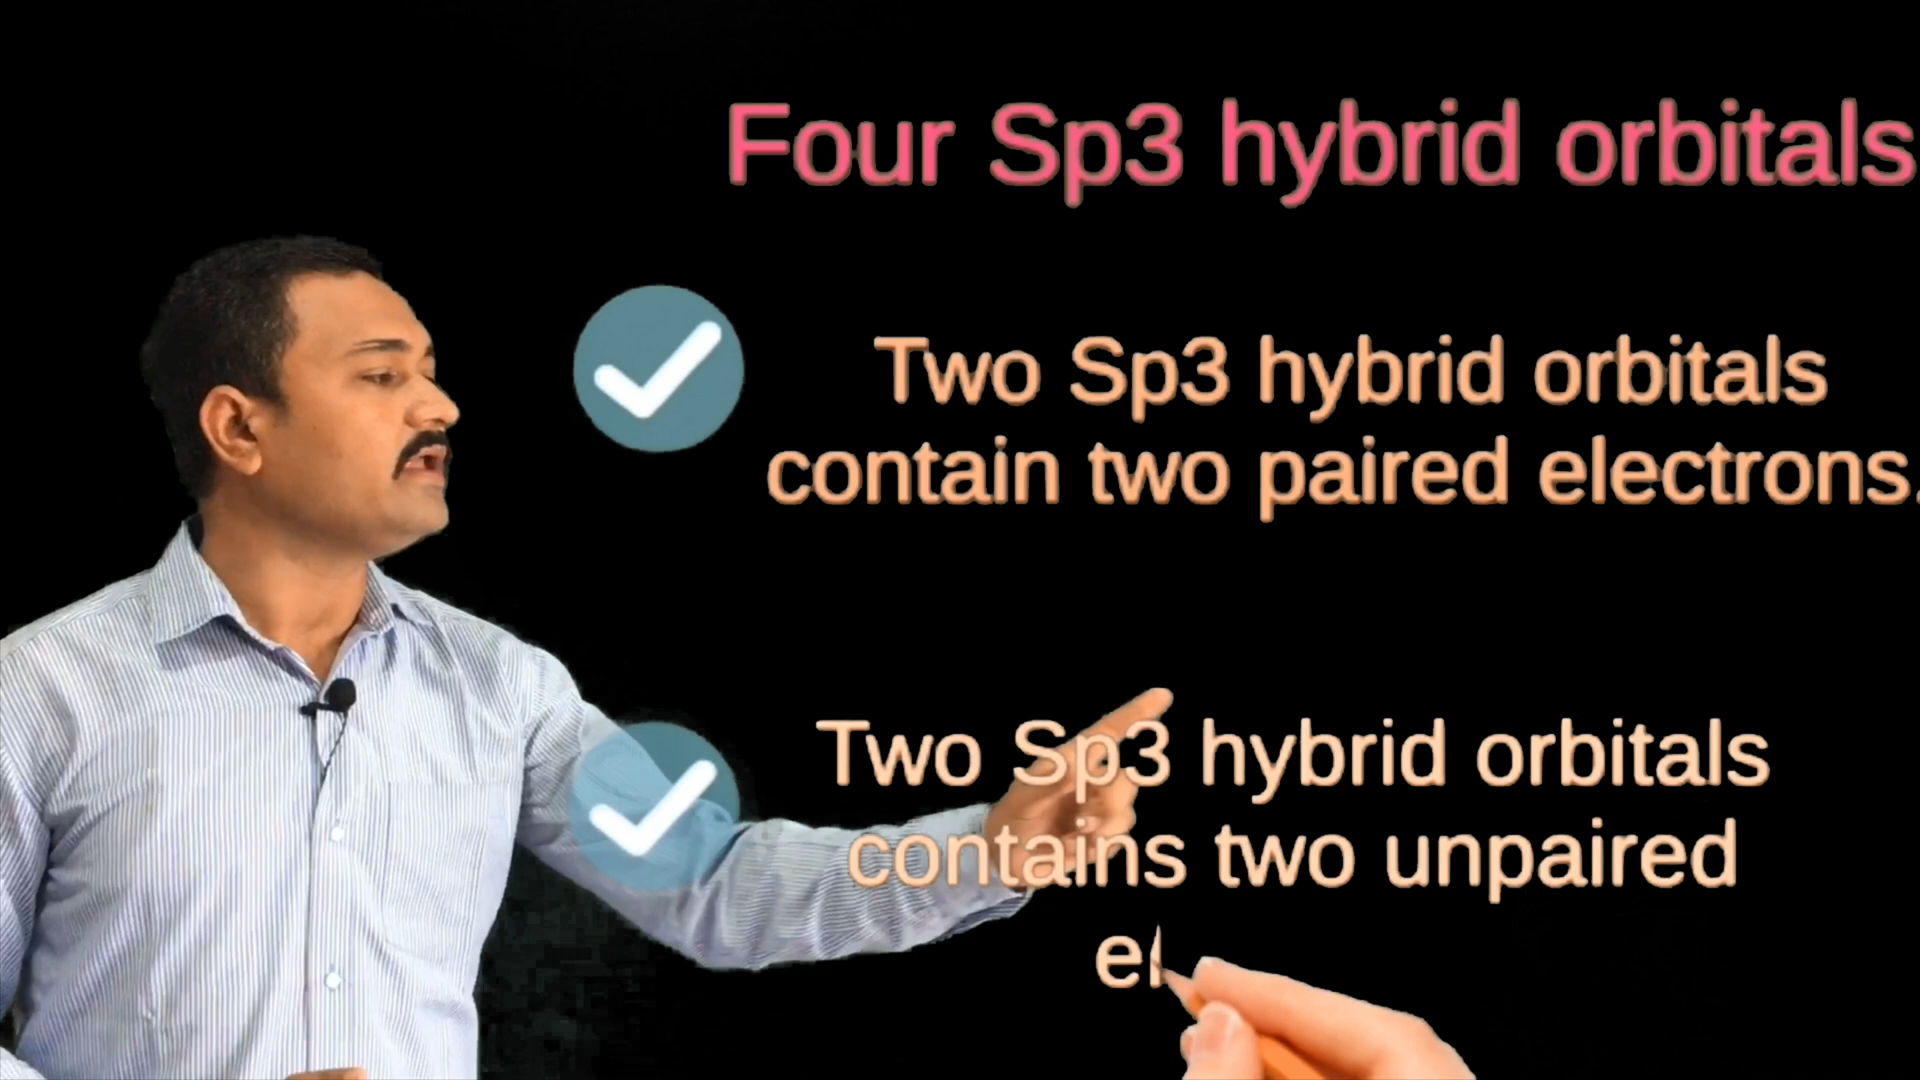 Four Sp3 hybrid orbitals
Two Sp3 hybrid orbitals
contain two paired electrons.
Two Sp3 hybrid orbitals
contains two unpaired
el